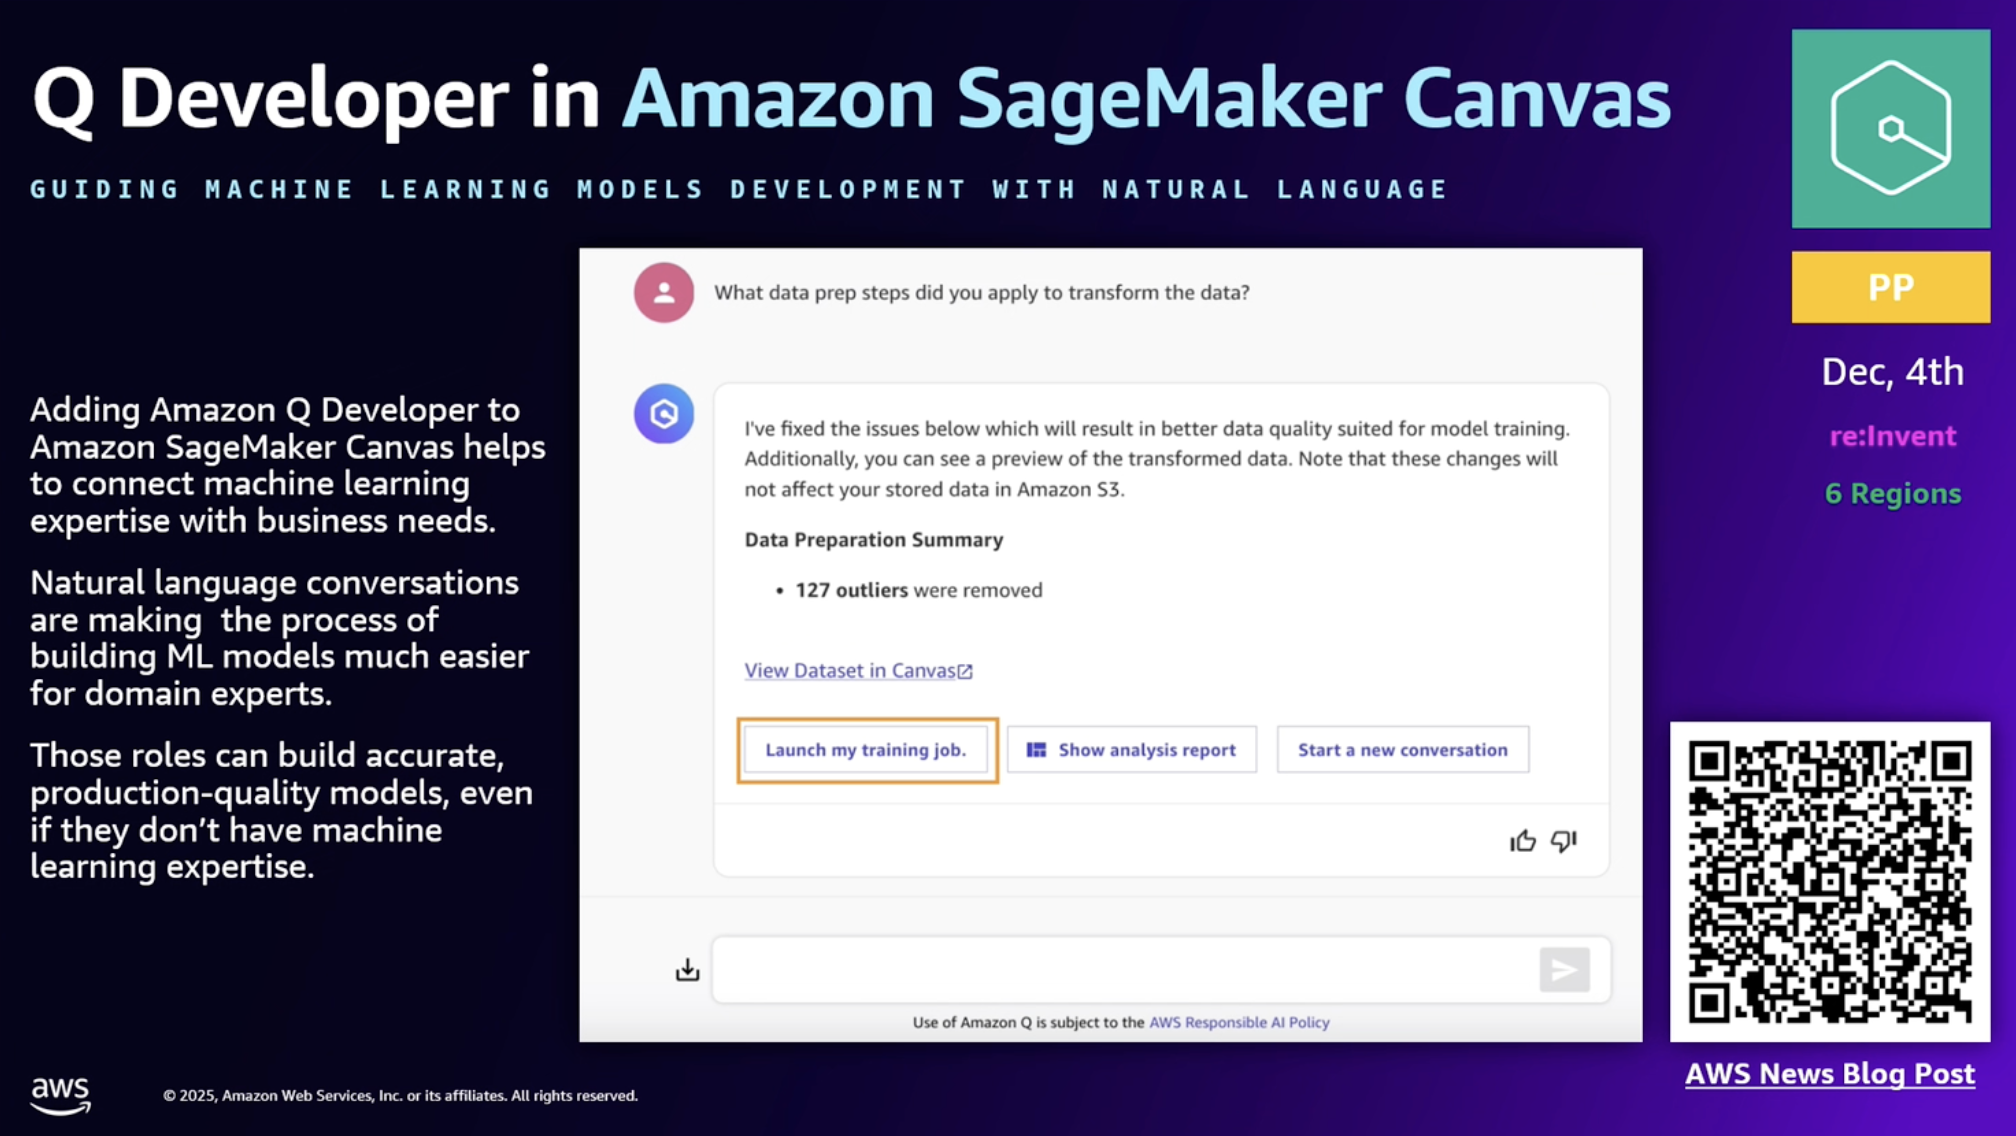 Q Developer in Amazon SageMaker Canvas
GUIDING MACHINE LEARNING MODELS DEVELOPMENT WITH NATURAL LANGUAGE
Adding Amazon Q Developer to
Amazon SageMaker Canvas helps
to connect machine learning
expertise with business needs.
Natural language conversations
are making  the process of
building ML models much easier
for domain experts.
Those roles can build accurate,
production-quality models, even
if they don’t have machine
learning expertise.
What data prep steps did you apply to transform the data?
I've fixed the issues below which will result in better data quality suited for model training.
Additionally, you can see a preview of the transformed data. Note that these changes will
not affect your stored data in Amazon S3.
Data Preparation Summary
• 127 outliers were removed
View Dataset in Canvas
Launch my training job.
Show analysis report
Start a new conversation
Use of Amazon Q is subject to the AWS Responsible AI Policy
PP
Dec, 4th
re:Invent
6 Regions
AWS News Blog Post
aws
© 2025, Amazon Web Services, Inc. or its affiliates. All rights reserved.